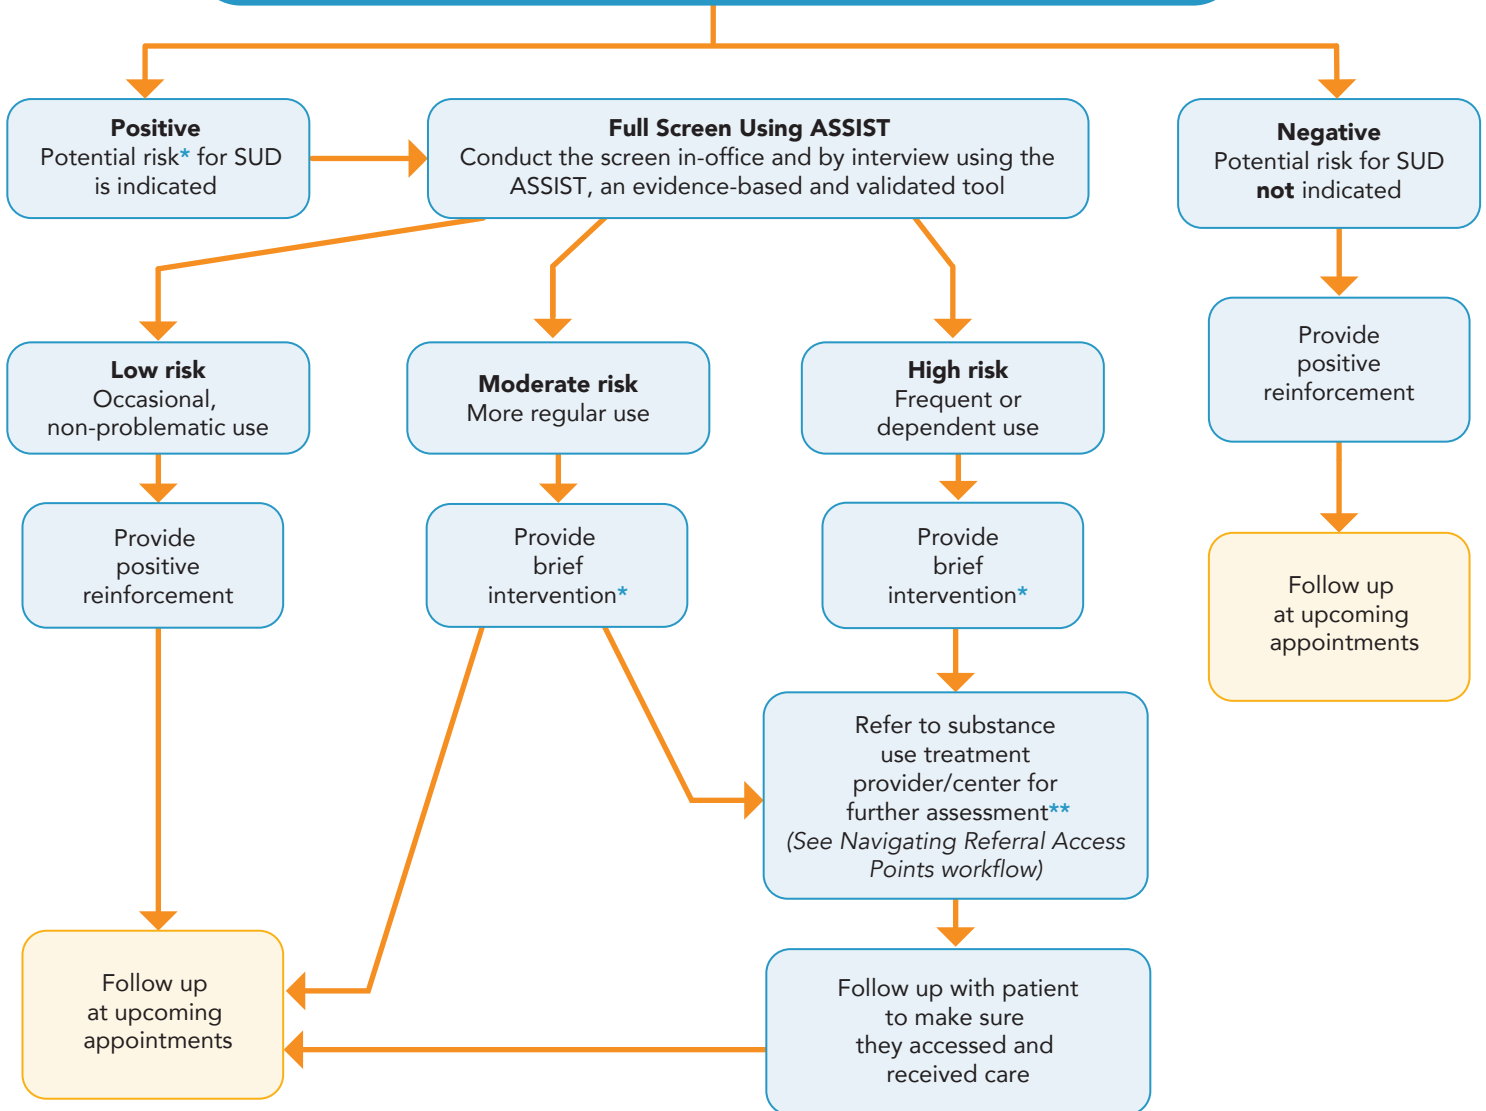 Positive
Potential risk* for SUD
is indicated
Full Screen Using ASSIST
Conduct the screen in-office and by interview using the
ASSIST, an evidence-based and validated tool
Negative
Potential risk for SUD
not indicated
Low risk
Occasional,
non-problematic use
Moderate risk
More regular use
High risk
Frequent or
dependent use
Provide
positive
reinforcement
Provide
positive
reinforcement
Provide
brief
intervention*
Provide
brief
intervention*
Follow up
at upcoming
appointments
Refer to substance
use treatment
provider/center for
further assessment**
(See Navigating Referral Access
Points workflow)
Follow up
at upcoming
appointments
Follow up with patient
to make sure
they accessed and
received care